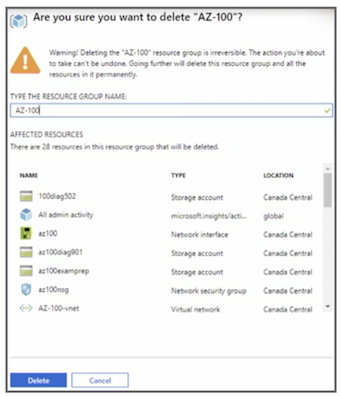 Are you sure you want to delete "AZ-100"?
Warning! Deleting the "AZ-100" resource group is irreversible. The action you're about
to take can't be undone. Going further will delete this resource group and all the
resources in it permanently.
TYPE THE RESOURCE GROUP NAME:
AZ-100
AFFECTED RESOURCES
There are 28 resources in this resource group that will be deleted.
NAME TYPE LOCATION
100diag502 Storage account Canada Central
All admin activity microsoft.insights/acti... global
az100 Network interface Canada Central
az100diag901 Storage account Canada Central
az100examprep Storage account Canada Central
az100nsg Network security group Canada Central
AZ-100-vnet Virtual network Canada Central
Delete Cancel